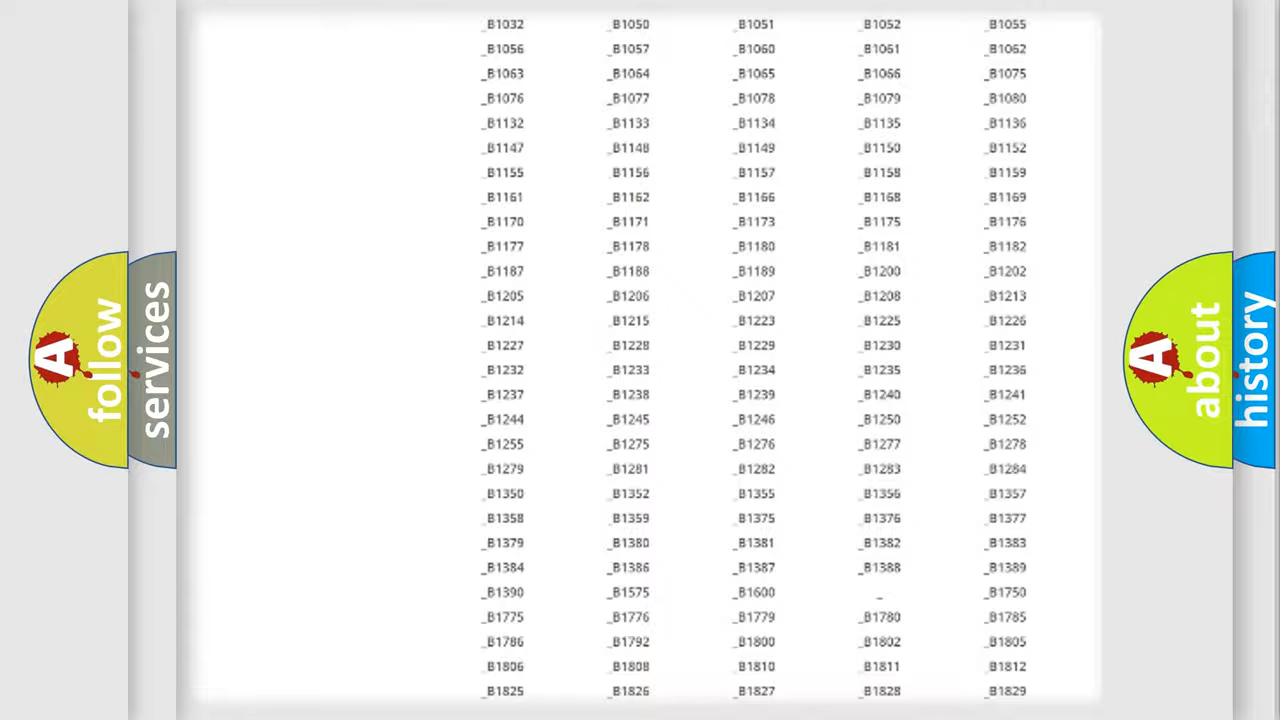 _B1032 _B1050 _B1051 _B1052 _B1055
_B1056 _B1057 _B1060 _B1061 _B1062
_B1063 _B1064 _B1065 _B1066 _B1075
_B1076 _B1077 _B1078 _B1079 _B1080
_B1132 _B1133 _B1134 _B1135 _B1136
_B1147 _B1148 _B1149 _B1150 _B1152
_B1155 _B1156 _B1157 _B1158 _B1159
_B1161 _B1162 _B1166 _B1168 _B1169
_B1170 _B1171 _B1173 _B1175 _B1176
_B1177 _B1178 _B1180 _B1181 _B1182
_B1187 _B1188 _B1189 _B1200 _B1202
_B1205 _B1206 _B1207 _B1208 _B1213
_B1214 _B1215 _B1223 _B1225 _B1226
_B1227 _B1228 _B1229 _B1230 _B1231
_B1232 _B1233 _B1234 _B1235 _B1236
_B1237 _B1238 _B1239 _B1240 _B1241
_B1244 _B1245 _B1246 _B1250 _B1252
_B1255 _B1275 _B1276 _B1277 _B1278
_B1279 _B1281 _B1282 _B1283 _B1284
_B1350 _B1352 _B1355 _B1356 _B1357
_B1358 _B1359 _B1375 _B1376 _B1377
_B1379 _B1380 _B1381 _B1382 _B1383
_B1384 _B1386 _B1387 _B1388 _B1389
_B1390 _B1575 _B1600 _ _B1750
_B1775 _B1776 _B1779 _B1780 _B1785
_B1786 _B1792 _B1800 _B1802 _B1805
_B1806 _B1808 _B1810 _B1811 _B1812
_B1825 _B1826 _B1827 _B1828 _B1829
A
follow
services
A
about
history